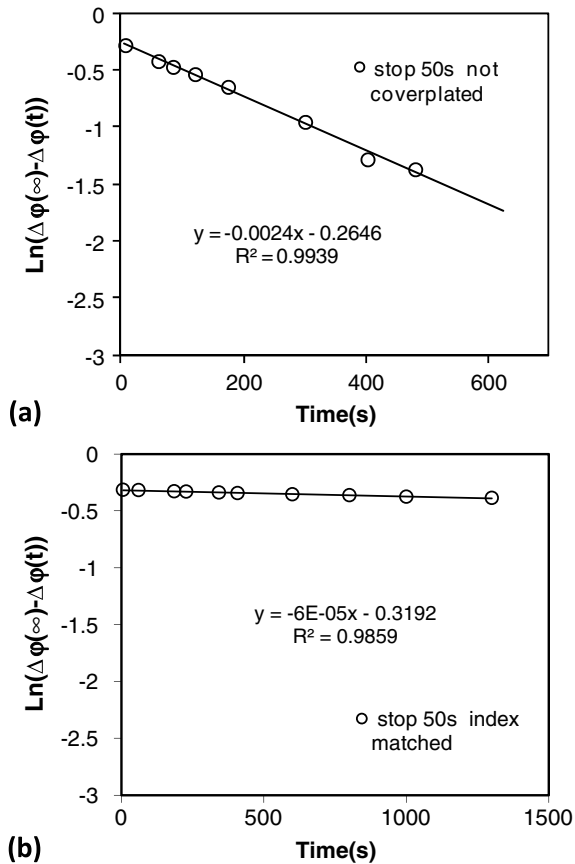 0
-0.5
-1
-1.5
-2
-2.5
-3
Ln(Δφ(∞)-Δφ(t))
stop 50s not
coverplated
y = -0.0024x - 0.2646
R² = 0.9939
0 200 400 600
Time(s)
(a)
0
-0.5
-1
-1.5
-2
-2.5
-3
Ln(Δφ(∞)-Δφ(t))
y = -6E-05x - 0.3192
R² = 0.9859
stop 50s index
matched
0 500 1000 1500
Time(s)
(b)